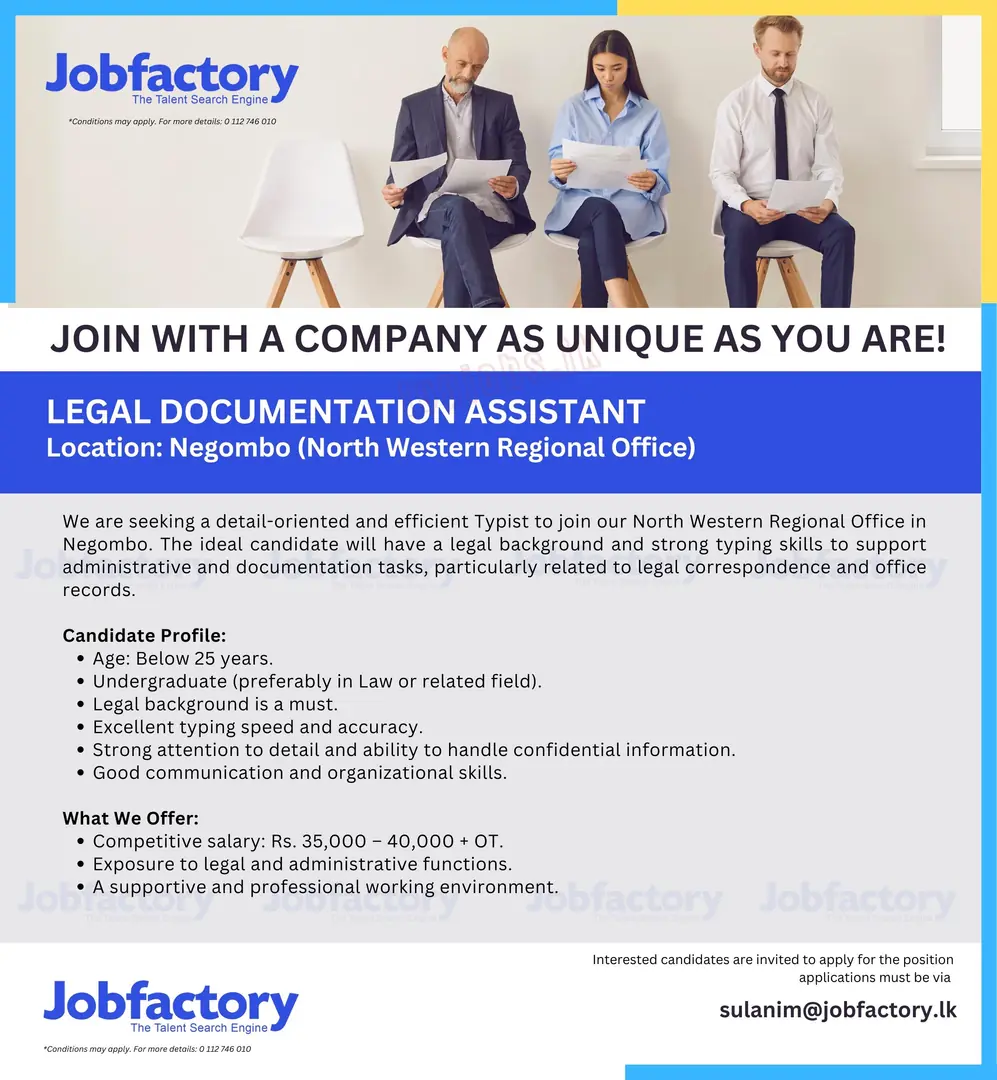 Jobfactory
The Talent Search Engine
*Conditions may apply. For more details: 0 112 746 010
JOIN WITH A COMPANY AS UNIQUE AS YOU ARE!
LEGAL DOCUMENTATION ASSISTANT
Location: Negombo (North Western Regional Office)
We are seeking a detail-oriented and efficient Typist to join our North Western Regional Office in
Negombo. The ideal candidate will have a legal background and strong typing skills to support
administrative and documentation tasks, particularly related to legal correspondence and office
records.
Candidate Profile:
• Age: Below 25 years.
• Undergraduate (preferably in Law or related field).
• Legal background is a must.
• Excellent typing speed and accuracy.
• Strong attention to detail and ability to handle confidential information.
• Good communication and organizational skills.
What We Offer:
• Competitive salary: Rs. 35,000 – 40,000 + OT.
• Exposure to legal and administrative functions.
• A supportive and professional working environment.
Jobfactory Jobfactory Jobfactory Jobfactory
Interested candidates are invited to apply for the position
applications must be via
sulanim@jobfactory.lk
Jobfactory
The Talent Search Engine
*Conditions may apply. For more details: 0 112 746 010